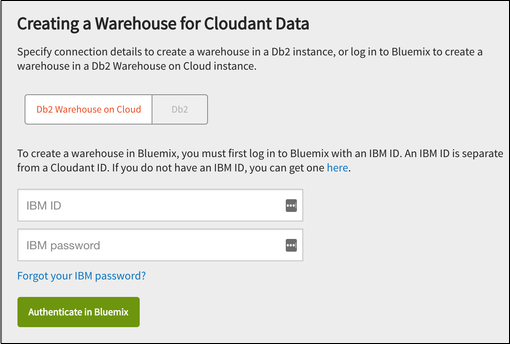 Creating a Warehouse for Cloudant Data
Specify connection details to create a warehouse in a Db2 instance, or log in to Bluemix to create a
warehouse in a Db2 Warehouse on Cloud instance.
Db2 Warehouse on Cloud
Db2
To create a warehouse in Bluemix, you must first log in to Bluemix with an IBM ID. An IBM ID is separate
from a Cloudant ID. If you do not have an IBM ID, you can get one here.
IBM ID
IBM password
Forgot your IBM password?
Authenticate in Bluemix